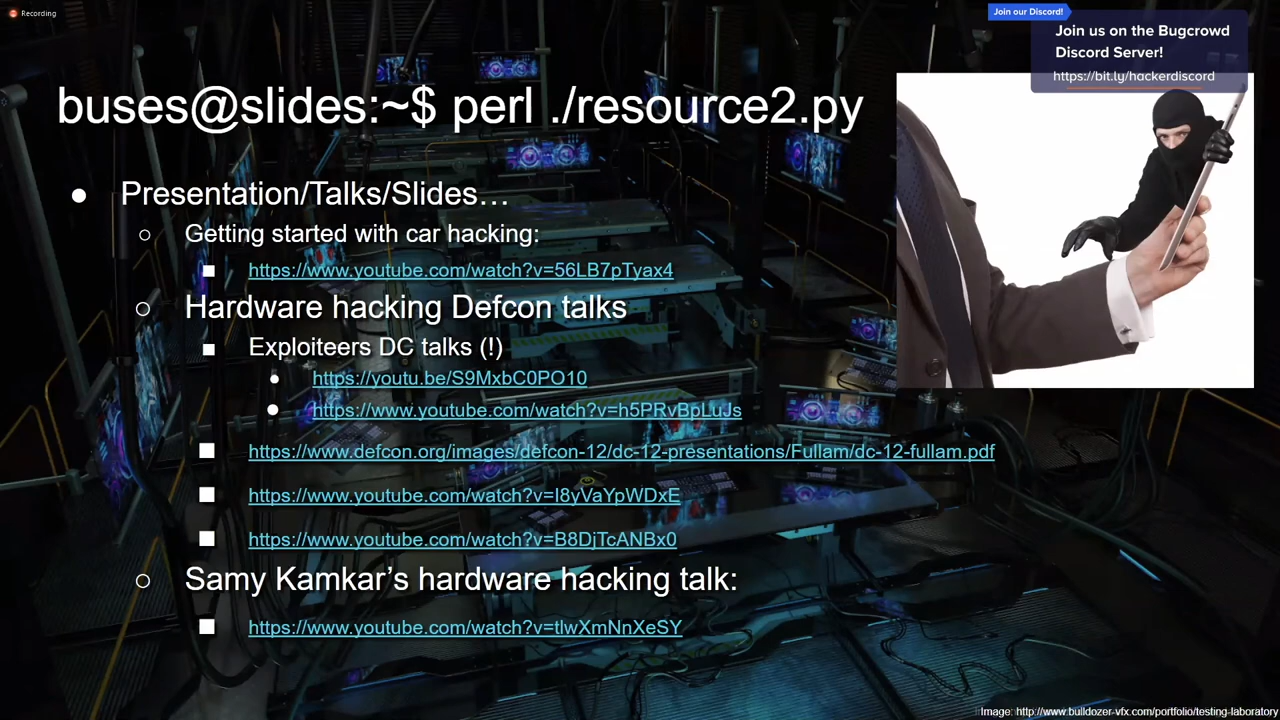 Recording
Join our Discord!
Join us on the Bugcrowd
Discord Server!
https://bit.ly/hackerdiscord
buses@slides:~$ perl ./resource2.py
Presentation/Talks/Slides…
Getting started with car hacking:
https://www.youtube.com/watch?v=56LB7pTyax4
Hardware hacking Defcon talks
Exploiteers DC talks (!)
https://youtu.be/S9MxbC0PO10
https://www.youtube.com/watch?v=h5PRvBpLuJs
https://www.defcon.org/images/defcon-12/dc-12-presentations/Fullam/dc-12-fullam.pdf
https://www.youtube.com/watch?v=I8yVaYpWDxE
https://www.youtube.com/watch?v=B8DjTcANBx0
Samy Kamkar’s hardware hacking talk:
https://www.youtube.com/watch?v=tlwXmNnXeSY
Image: http://www.bulldozer-vfx.com/portfolio/testing-laboratory